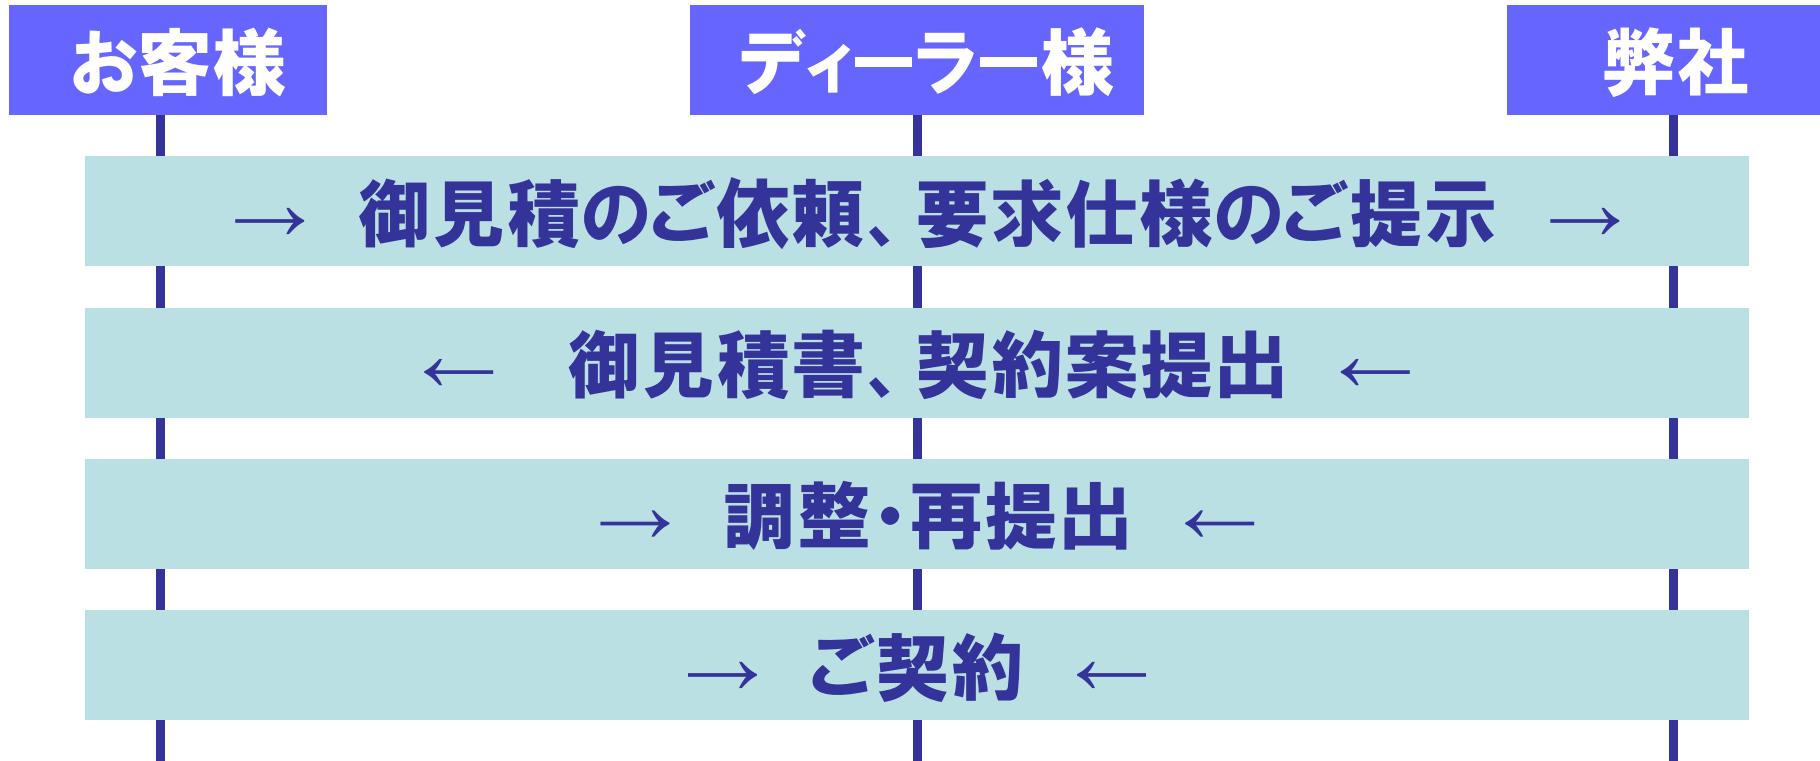 お客様
ディーラー様
弊社
→ 御見積のご依頼、要求仕様のご提示 →
← 御見積書、契約案提出 ←
→ 調整・再提出 ←
→ ご契約 ←